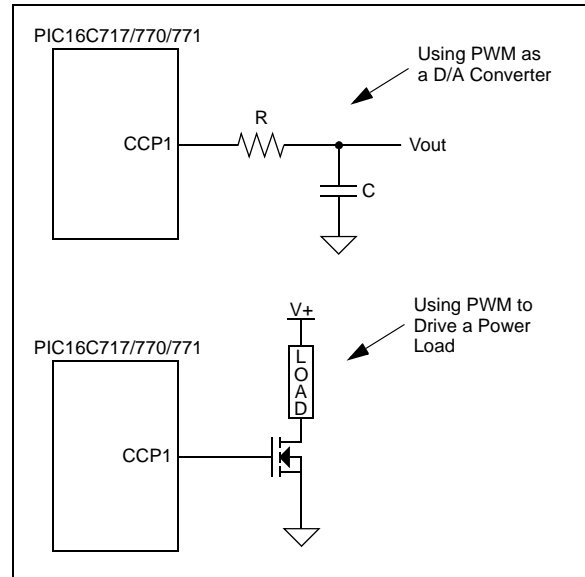 PIC16C717/770/771
Using PWM as
a D/A Converter
R
CCP1
Vout
C
V+
Using PWM to
Drive a Power
Load
PIC16C717/770/771
LOAD
CCP1